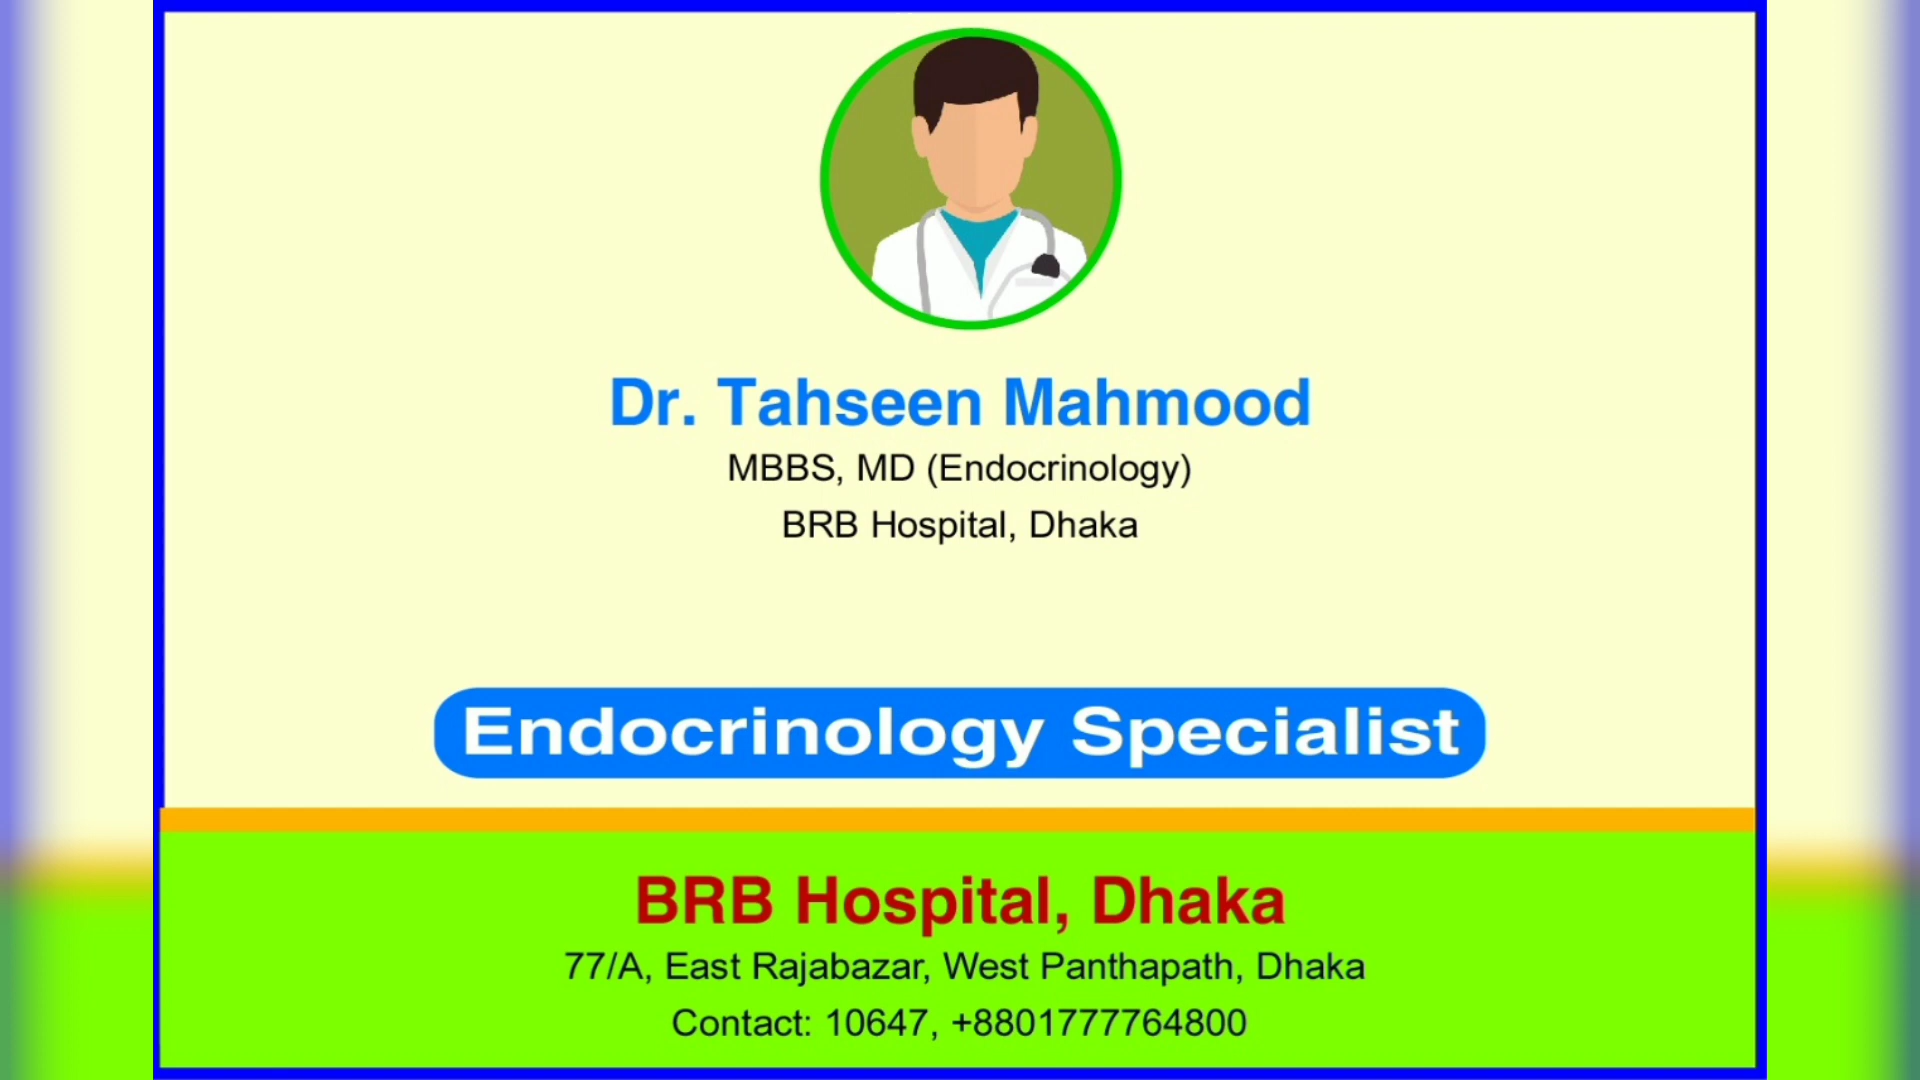 Dr. Tahseen Mahmood
MBBS, MD (Endocrinology)
BRB Hospital, Dhaka
Endocrinology Specialist
BRB Hospital, Dhaka
77/A, East Rajabazar, West Panthapath, Dhaka
Contact: 10647, +8801777764800